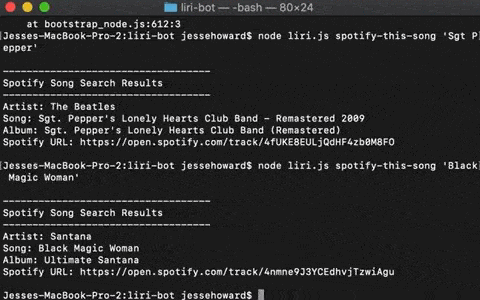 liri-bot — -bash — 80×24
at bootstrap_node.js:612:3
Jesses-MacBook-Pro-2:liri-bot jessehoward$ node liri.js spotify-this-song 'Sgt P
epper'
-----------------------------------
Spotify Song Search Results
-----------------------------------
Artist: The Beatles
Song: Sgt. Pepper's Lonely Hearts Club Band - Remastered 2009
Album: Sgt. Pepper's Lonely Hearts Club Band (Remastered)
Spotify URL: https://open.spotify.com/track/4fUKE8EULjQdHF4zb0M8FO
Jesses-MacBook-Pro-2:liri-bot jessehoward$ node liri.js spotify-this-song 'Black
Magic Woman'
-----------------------------------
Spotify Song Search Results
-----------------------------------
Artist: Santana
Song: Black Magic Woman
Album: Ultimate Santana
Spotify URL: https://open.spotify.com/track/4nmne9J3YCEdhvjTzwiAgu
Jesses-MacBook-Pro-2:liri-bot jessehoward$